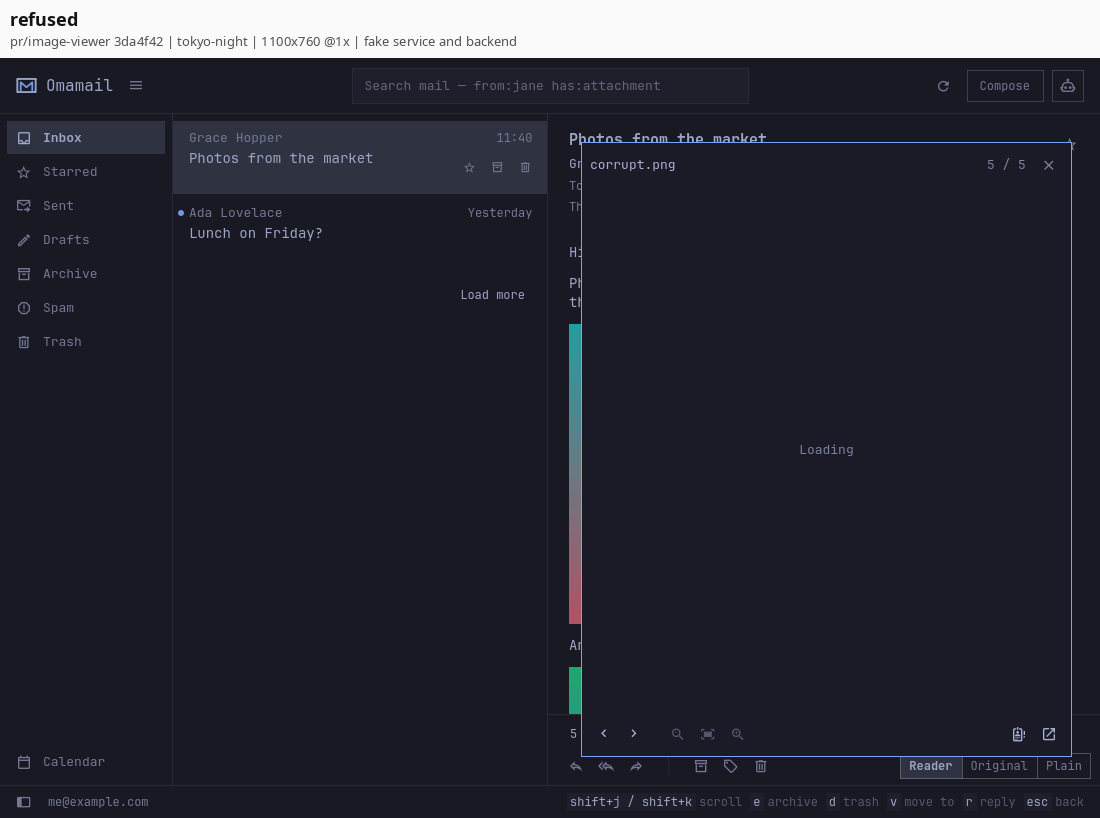 refused
pr/image-viewer 3da4f42 | tokyo-night | 1100x760 @1x | fake service and backend
Omamail
Search mail — from:jane has:attachment
Compose
Inbox
Starred
Sent
Drafts
Archive
Spam
Trash
Calendar
me@example.com
Grace Hopper 11:40
Photos from the market
Ada Lovelace Yesterday
Lunch on Friday?
Load more
Photos from the market
corrupt.png 5 / 5
Loading
5
Reader Original Plain
shift+j / shift+k scroll e archive d trash v move to r reply esc back